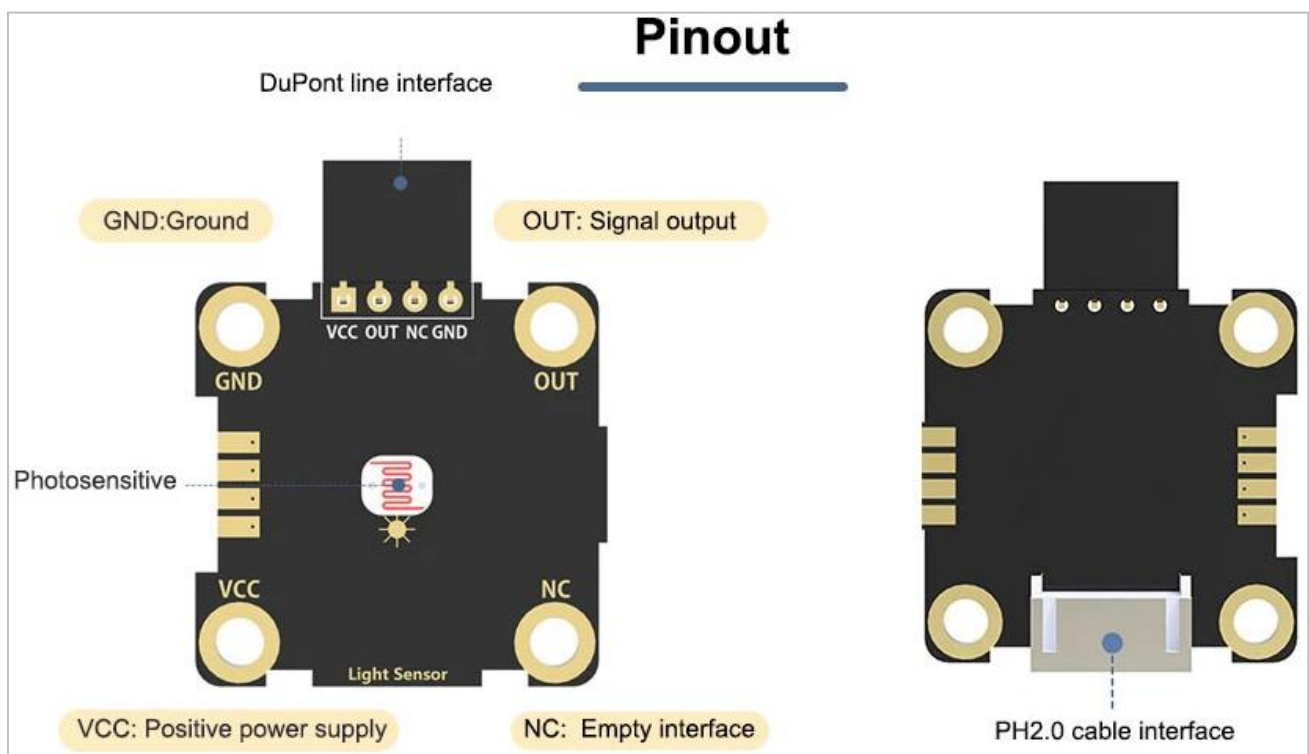 Pinout
DuPont line interface
GND:Ground
OUT: Signal output
VCC OUT NC GND
GND
OUT
Photosensitive
VCC
NC
Light Sensor
VCC: Positive power supply
NC: Empty interface
PH2.0 cable interface